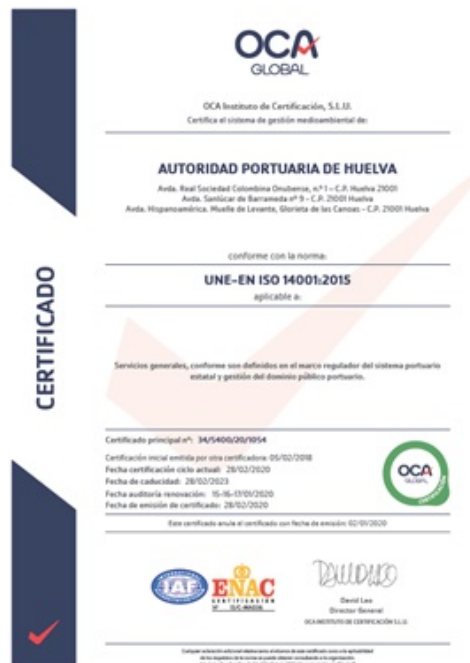 OCA
GLOBAL
OCA Instituto de Certificación, S.L.U.
Certifica el sistema de gestión medioambiental de:
AUTORIDAD PORTUARIA DE HUELVA
Avda. Real Sociedad Colombina Onubense, n.º 1 – C.P. Huelva 21001
Avda. Sanlúcar de Barrameda nº 9 – C.P. 21001 Huelva
Avda. Hispanoamérica. Muelle de Levante, Glorieta de las Canoas – C.P. 21001 Huelva
conforme con la norma:
UNE-EN ISO 14001:2015
aplicable a:
CERTIFICADO
Servicios generales, conforme son definidos en el marco regulador del sistema portuario
estatal y gestión del dominio público portuario.
Certificado principal nº: 34/5400/20/1054
Certificación inicial emitida por otra certificadora: 05/02/2018
Fecha certificación ciclo actual: 28/02/2020
Fecha de caducidad: 28/02/2023
Fecha auditoría renovación: 15-16-17/01/2020
Fecha de emisión de certificado: 28/02/2020
OCA
GLOBAL
CERTIFICACIÓN
Este certificado anula el certificado con fecha de emisión: 02/01/2020
IAF
ENAC
CERTIFICACIÓN
David Lao
Director General
OCA INSTITUTO DE CERTIFICACIÓN S.L.U.